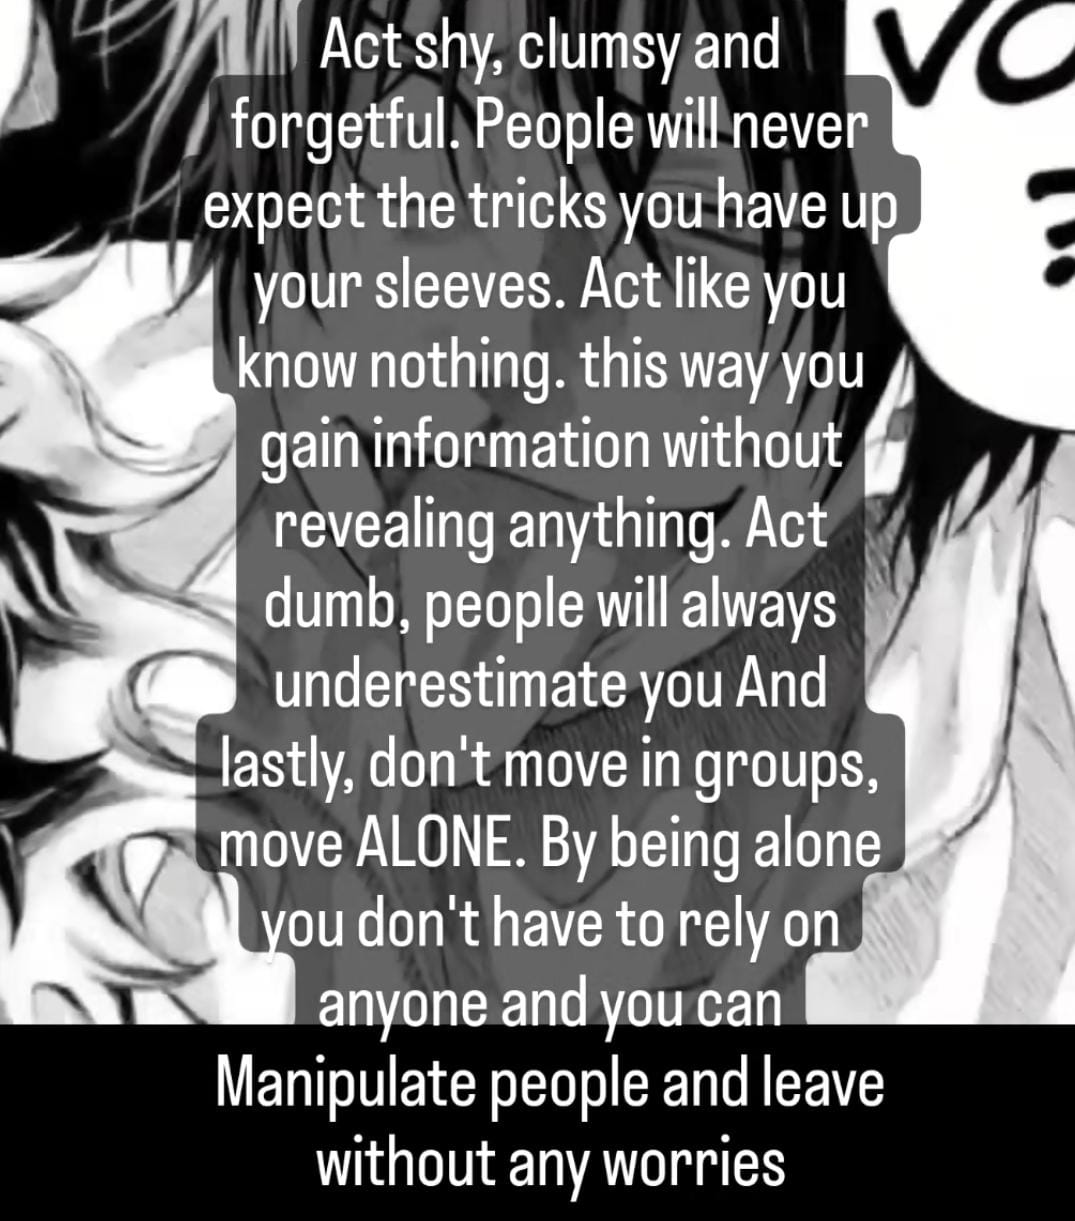 Act shy, clumsy and
forgetful. People will never
expect the tricks you have up
your sleeves. Act like you
know nothing. this way you
gain information without
revealing anything. Act
dumb, people will always
underestimate you And
lastly, don't move in groups,
move ALONE. By being alone
you don't have to rely on
anyone and you can
Manipulate people and leave
without any worries